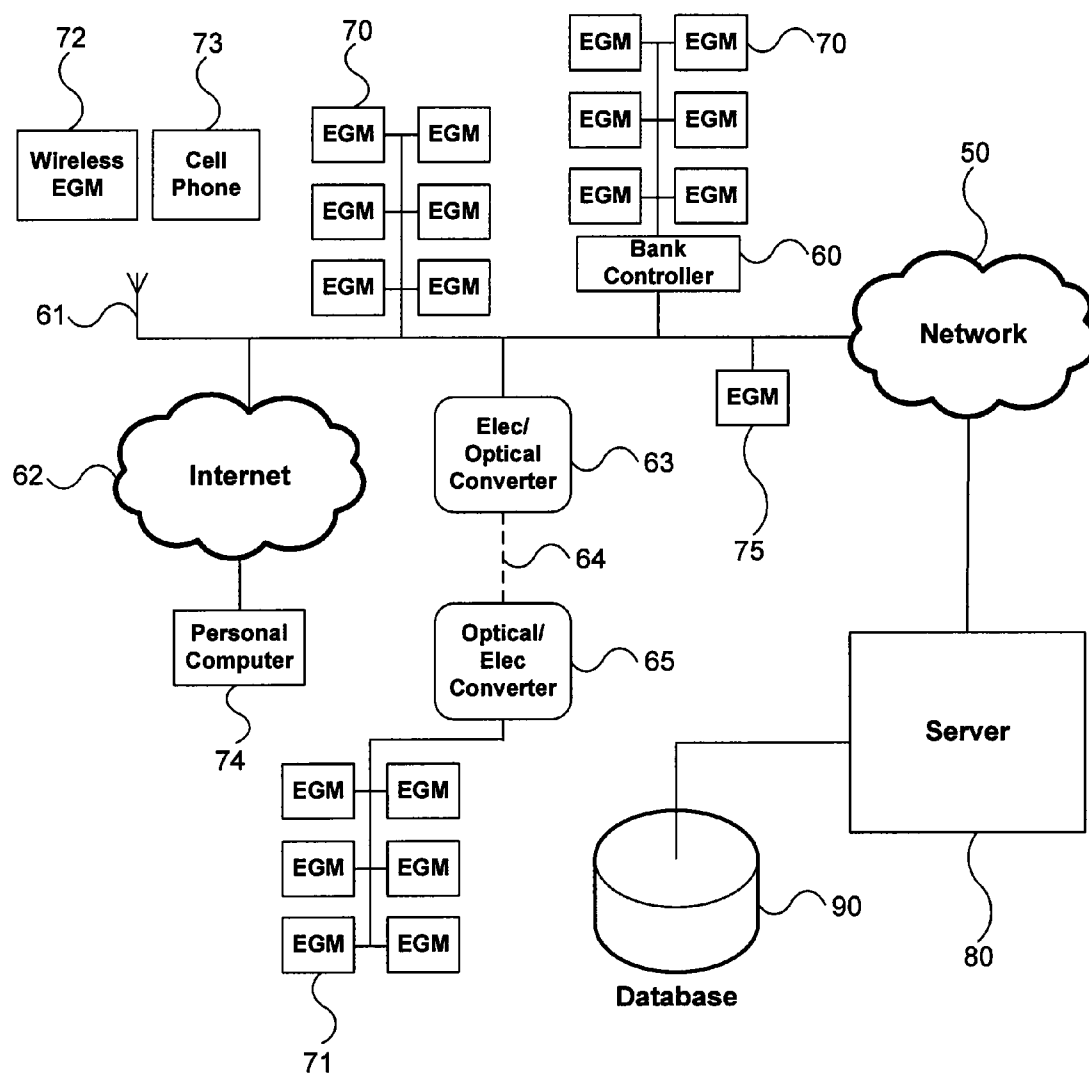 72
73
70
70
EGM EGM
EGM EGM
EGM EGM
EGM EGM
EGM EGM
EGM EGM
Wireless
EGM
Cell
Phone
50
Bank
Controller
60
61
Network
EGM
75
62
Internet
Elec/
Optical
Converter
63
64
Personal
Computer
74
Optical/
Elec
Converter
65
Server
80
EGM EGM
EGM EGM
EGM EGM
71
90
Database